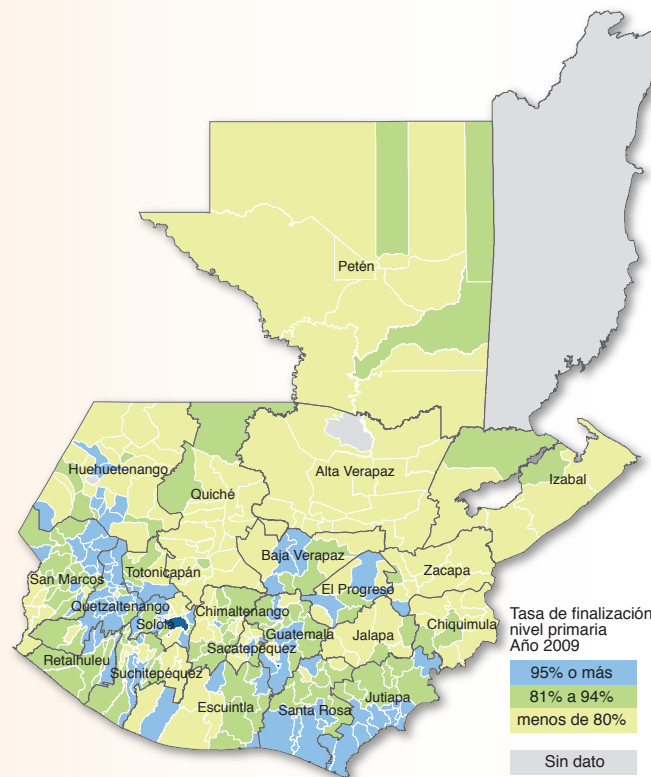 Petén
Huehuetenango
Quiché
Alta Verapaz
Izabal
Baja Verapaz
Zacapa
San Marcos
Totonicapán
El Progreso
Quetzaltenango
Chimaltenango
Sololá
Guatemala
Jalapa
Chiquimula
Sacatepéquez
Retalhuleu
Suchitepéquez
Escuintla
Santa Rosa
Jutiapa
Tasa de finalización
nivel primaria
Año 2009
95% o más
81% a 94%
menos de 80%
Sin dato